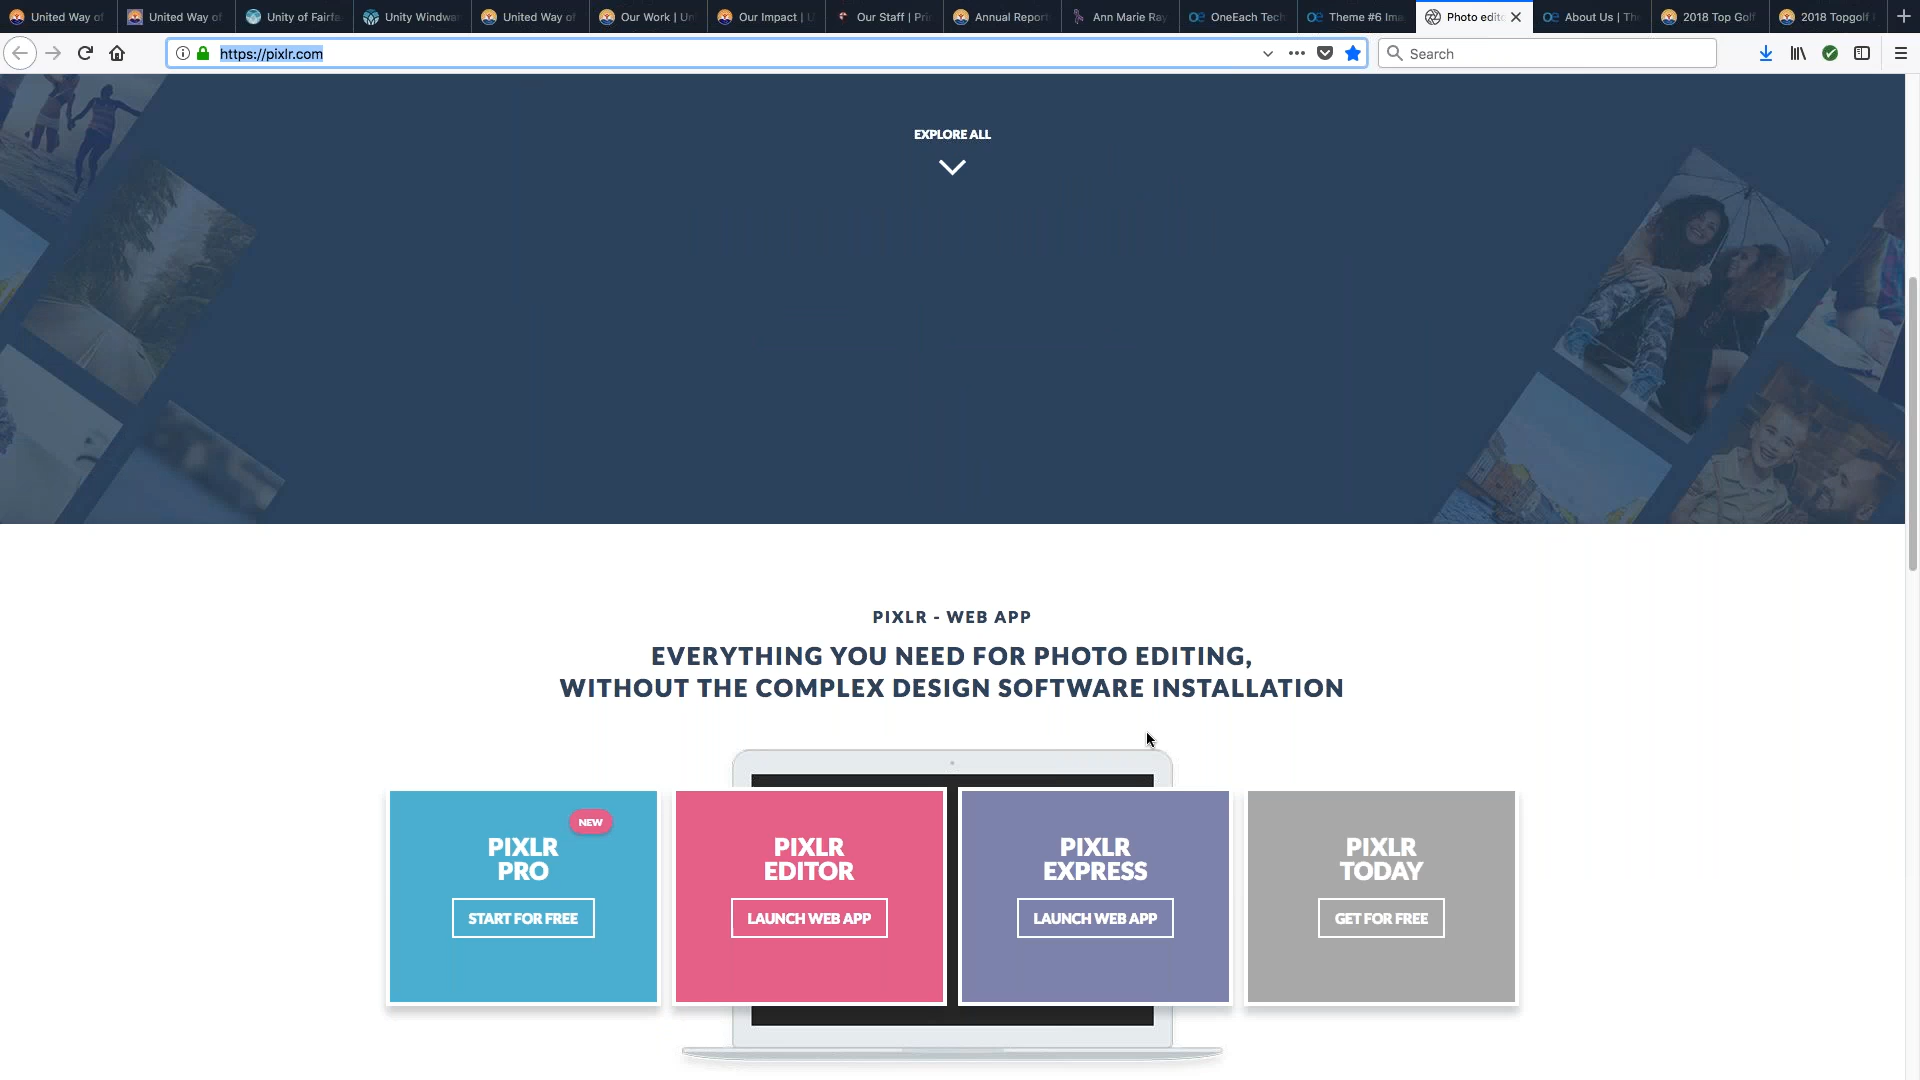 United Way of
United Way of
Unity of Fairfa
Unity Windwar
United Way of
Our Work | Un
Our Impact | U
Our Staff | Prin
Annual Report
Ann Marie Ray
OneEach Tech
Theme #6 Ima
Photo edito
About Us | The
2018 Top Golf
2018 Topgolf
https://pixlr.com
Search
EXPLORE ALL
PIXLR - WEB APP
EVERYTHING YOU NEED FOR PHOTO EDITING,
WITHOUT THE COMPLEX DESIGN SOFTWARE INSTALLATION
NEW
PIXLR
PRO
START FOR FREE
PIXLR
EDITOR
LAUNCH WEB APP
PIXLR
EXPRESS
LAUNCH WEB APP
PIXLR
TODAY
GET FOR FREE